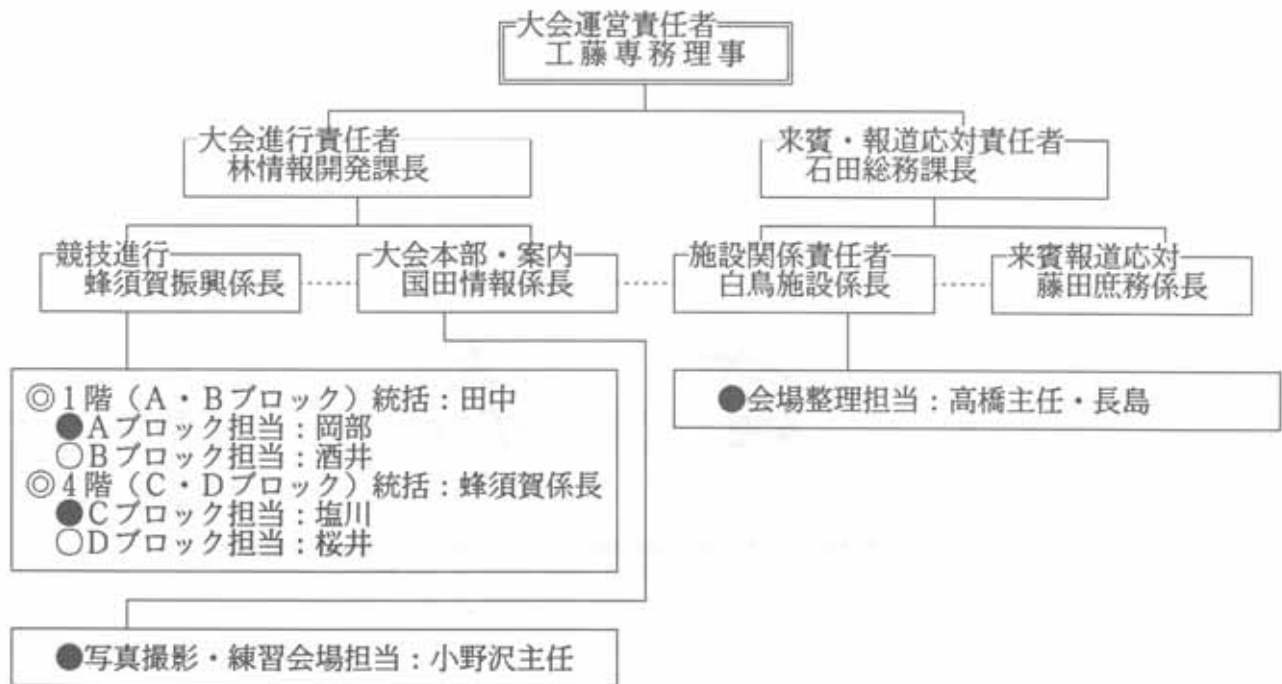 大会運営責任者
工藤専務理事
大会進行責任者
林情報開発課長
来賓・報道応対責任者
石田総務課長
競技進行
蜂須賀振興係長
大会本部・案内
国田情報係長
施設関係責任者
白鳥施設係長
来賓報道応対
藤田庶務係長
◎1階（A・Bブロック）統括：田中
●Aブロック担当：岡部
○Bブロック担当：酒井
◎4階（C・Dブロック）統括：蜂須賀係長
●Cブロック担当：塩川
○Dブロック担当：桜井
●会場整理担当：高橋主任・長島
●写真撮影・練習会場担当：小野沢主任